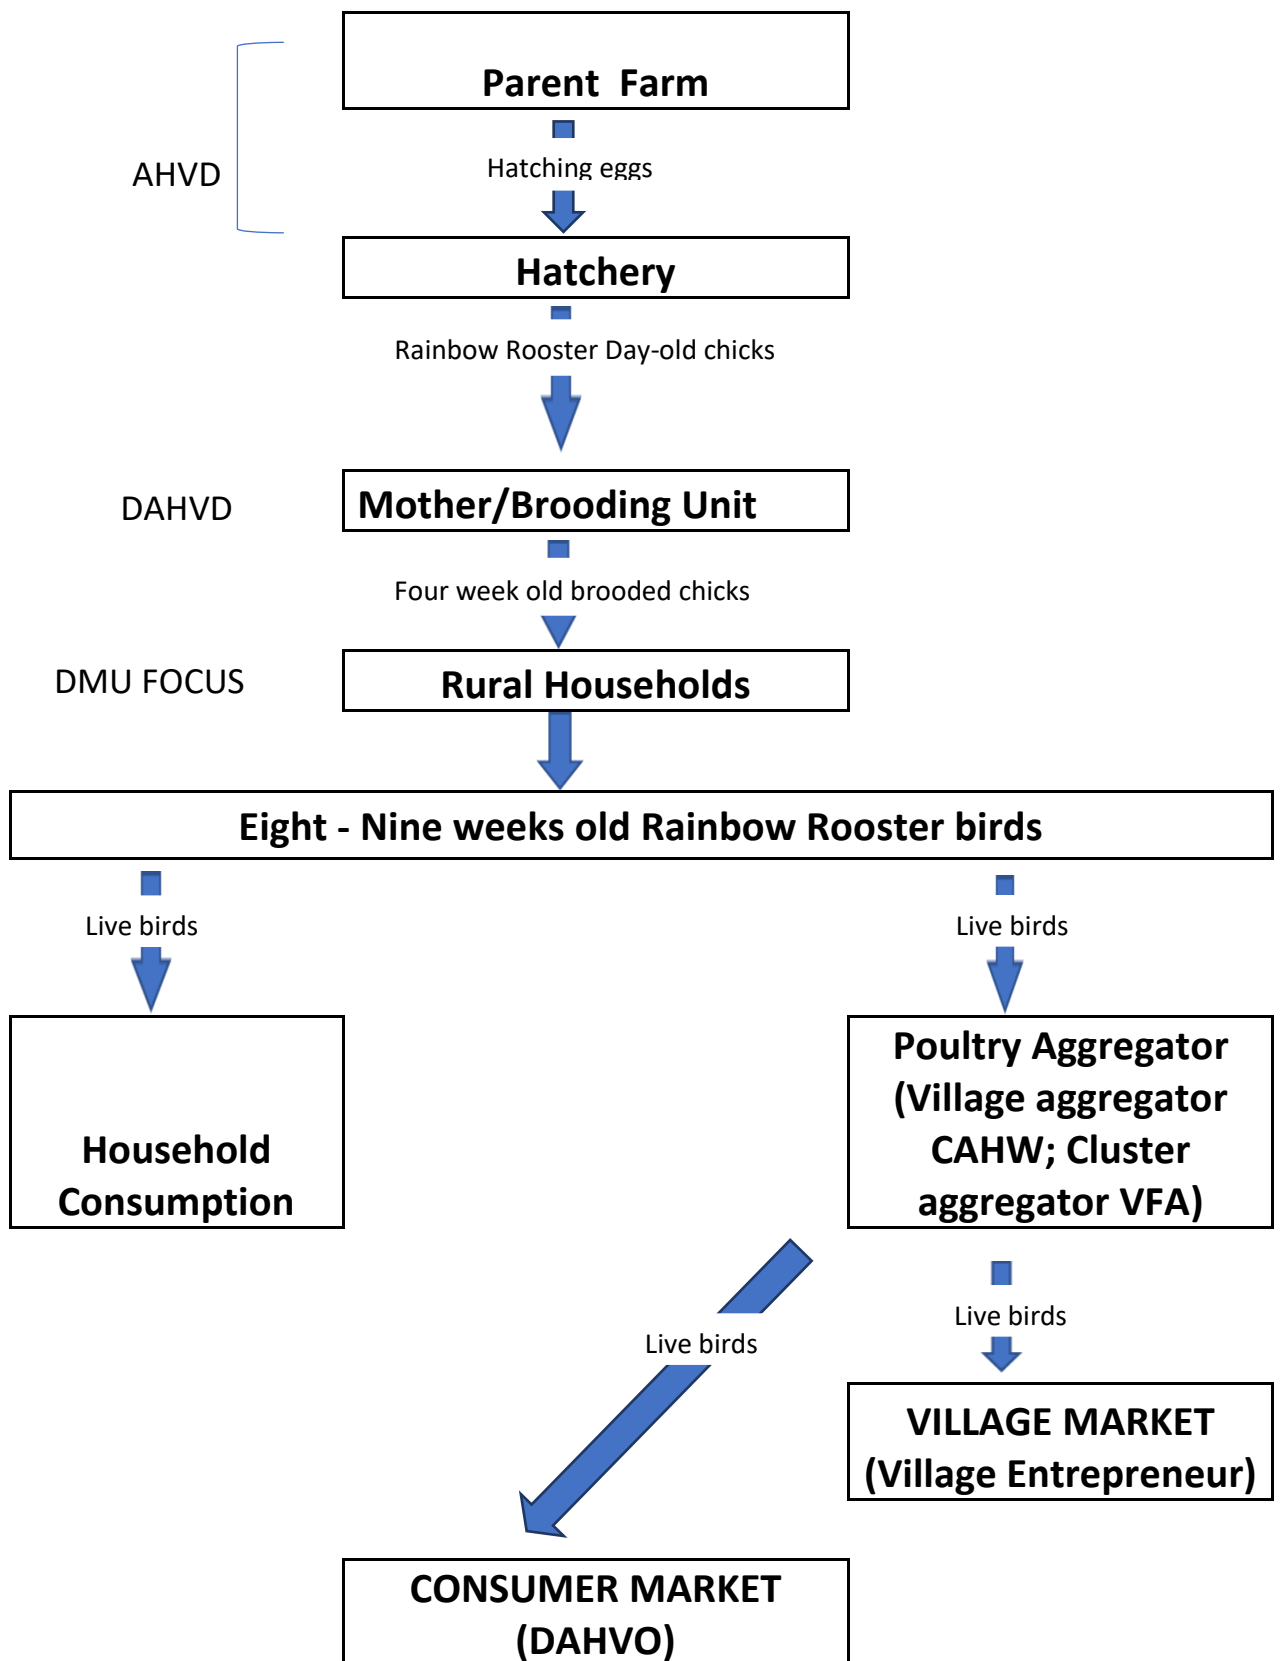 Parent  Farm
AHVD
Hatching eggs
Hatchery
Rainbow Rooster Day-old chicks
DAHVD
Mother/Brooding Unit
Four week old brooded chicks
DMU FOCUS
Rural Households
Eight - Nine weeks old Rainbow Rooster birds
Live birds
Live birds
Household
Consumption
Poultry Aggregator
(Village aggregator
CAHW; Cluster
aggregator VFA)
Live birds
Live birds
VILLAGE MARKET
(Village Entrepreneur)
CONSUMER MARKET
(DAHVO)